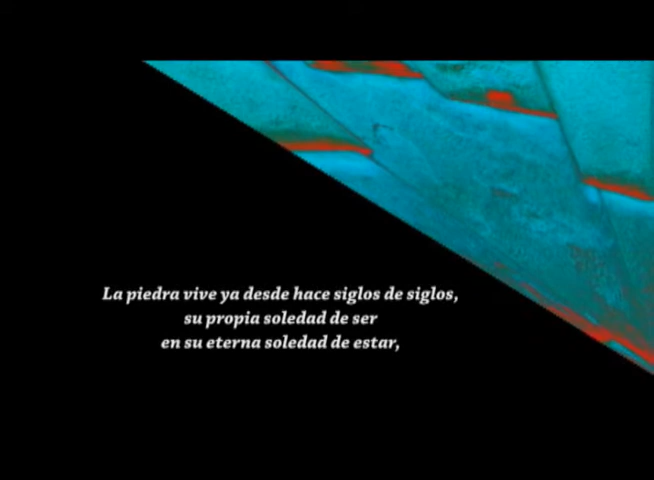 La piedra vive ya desde hace siglos de siglos,
su propia soledad de ser
en su eterna soledad de estar,